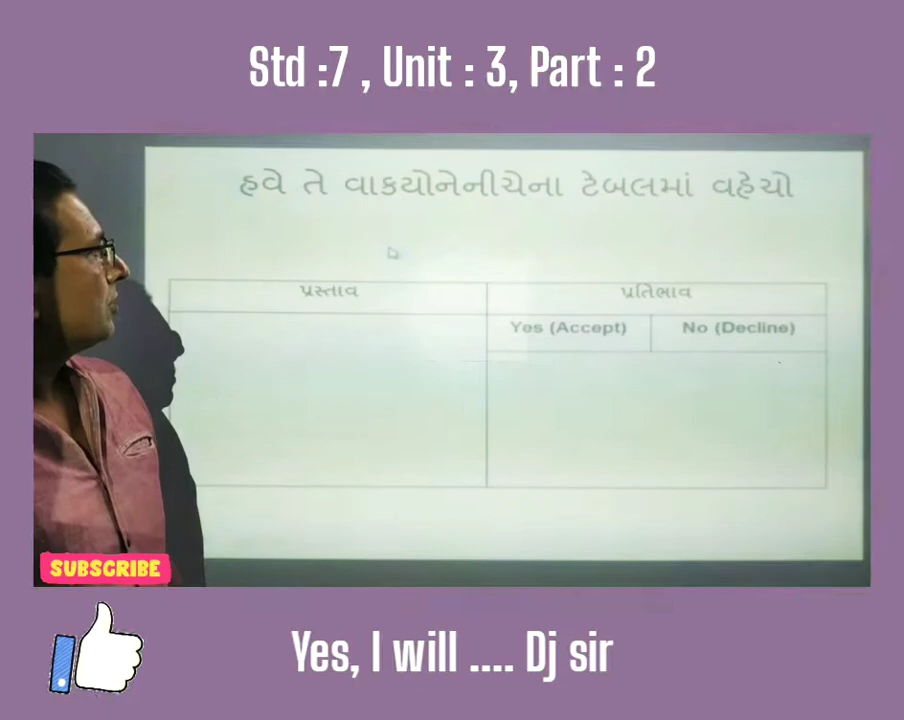 Std :7 , Unit : 3, Part : 2
હવે તે વાકયોનેનીચેના ટેબલમાં વહેચો
પ્રસ્તાવ
પ્રતિભાવ
Yes (Accept)
No (Decline)
SUBSCRIBE
Yes, I will .... Dj sir